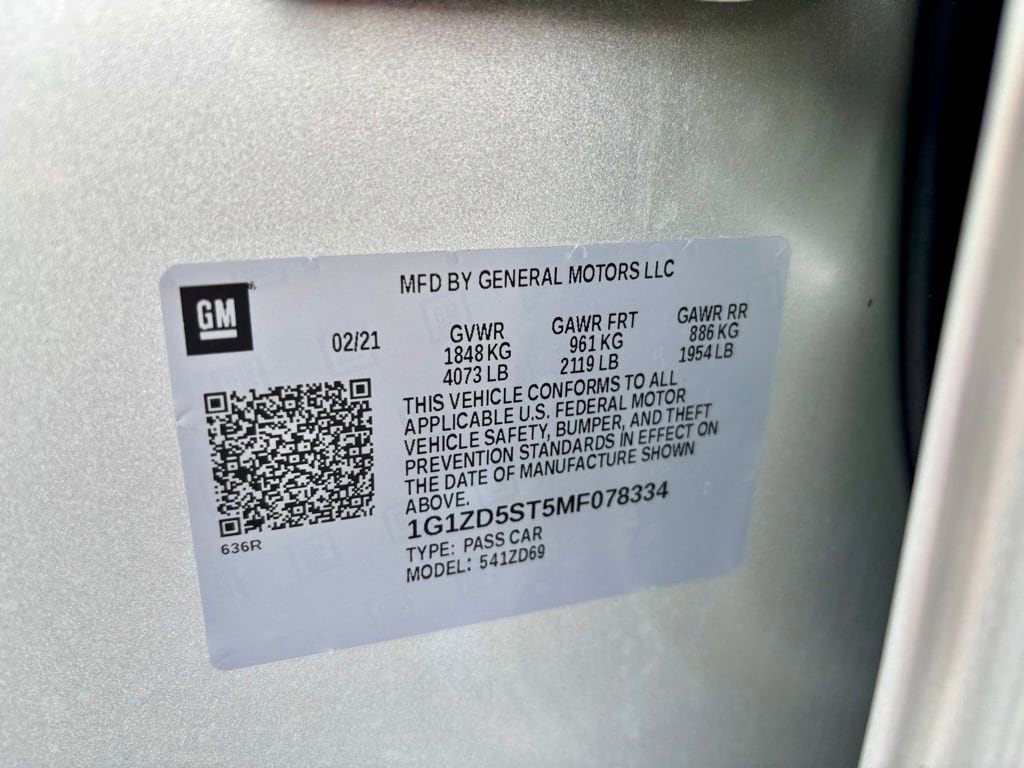 MFD BY GENERAL MOTORS LLC
GM
02/21
GVWR
1848 KG
4073 LB
GAWR FRT
961 KG
2119 LB
GAWR RR
886 KG
1954 LB
THIS VEHICLE CONFORMS TO ALL
APPLICABLE U.S. FEDERAL MOTOR
VEHICLE SAFETY, BUMPER, AND THEFT
PREVENTION STANDARDS IN EFFECT ON
THE DATE OF MANUFACTURE SHOWN
ABOVE.
1G1ZD5ST5MF078334
TYPE: PASS CAR
MODEL: 541ZD69
636R